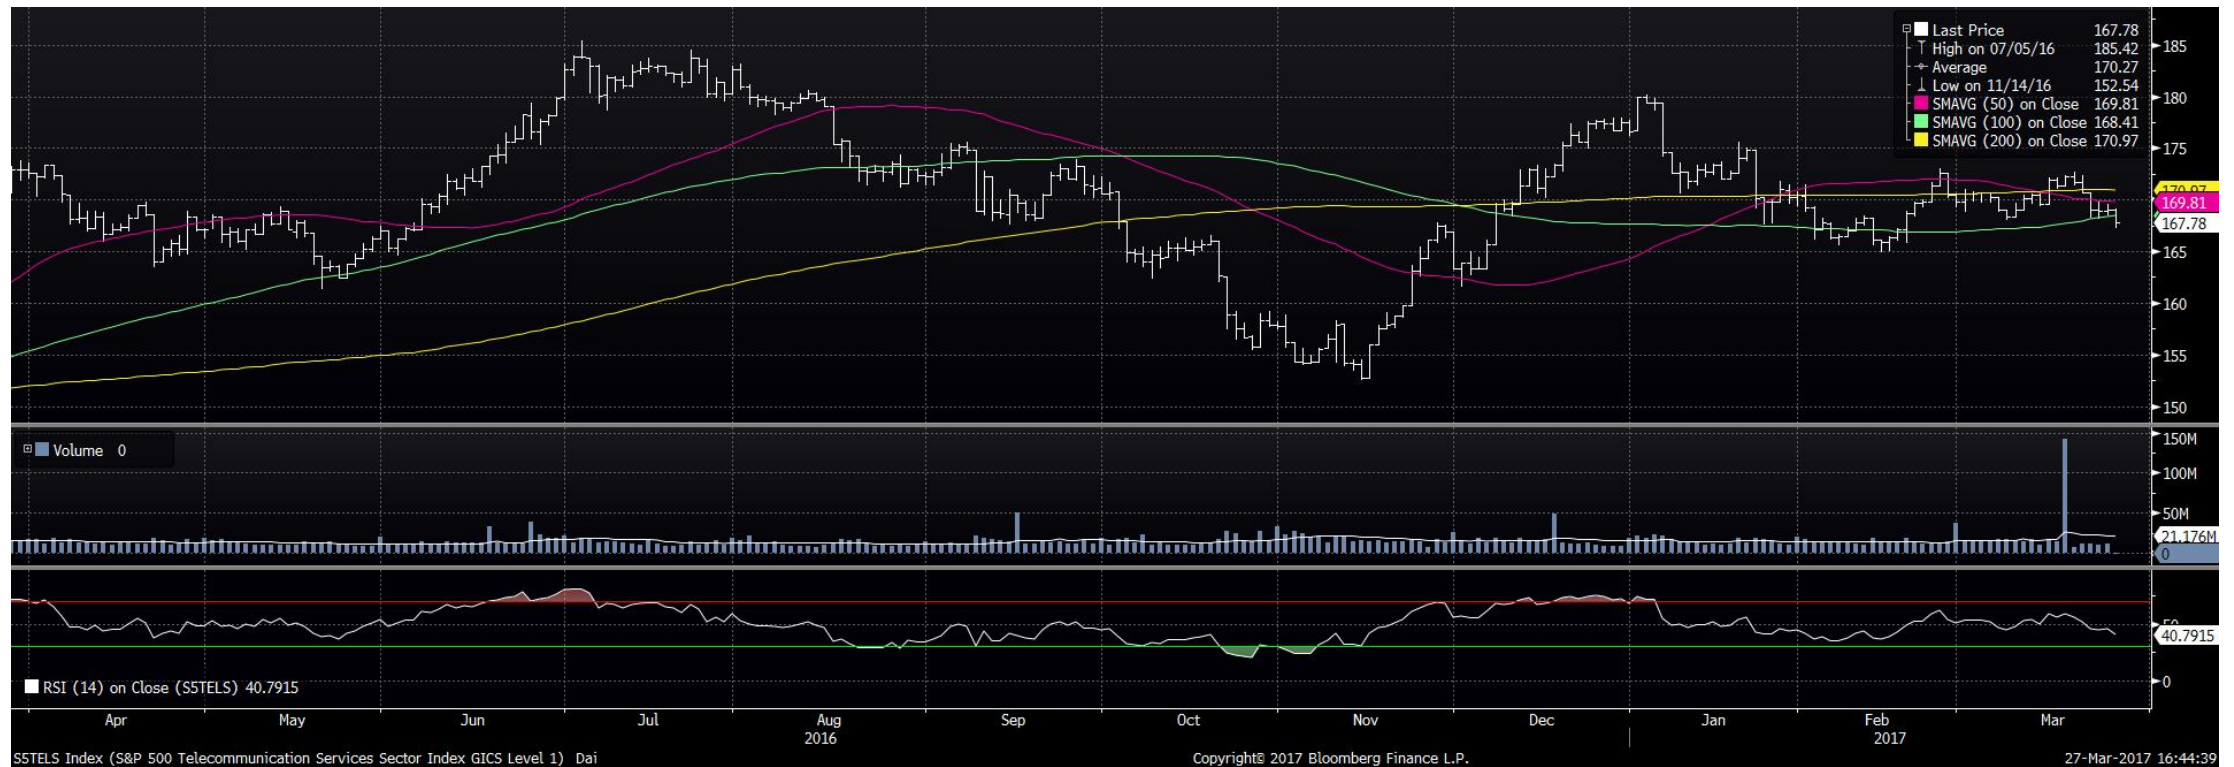 Last Price 167.78
High on 07/05/16 185.42
Average 170.27
Low on 11/14/16 152.54
SMAVG (50) on Close 169.81
SMAVG (100) on Close 168.41
SMAVG (200) on Close 170.97
185
180
175
170.97
169.81
167.78
165
160
155
150
Volume 0
150M
100M
50M
21.176M
0
50
40.7915
0
RSI (14) on Close (S5TELS) 40.7915
Apr May Jun Jul Aug Sep Oct Nov Dec Jan Feb Mar
2016 2017
S5TELS Index (S&P 500 Telecommunication Services Sector Index GICS Level 1) Dai Copyright© 2017 Bloomberg Finance L.P. 27-Mar-2017 16:44:39